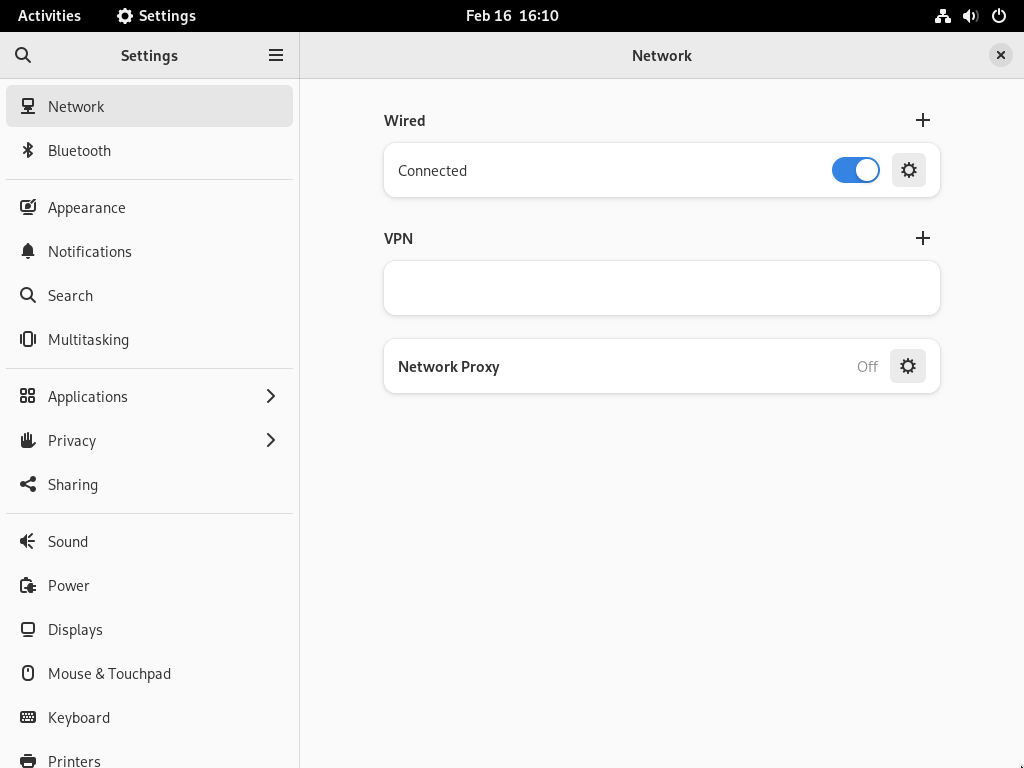 Activities Settings Feb 16 16:10
Settings
Network
Network
Bluetooth
Appearance
Notifications
Search
Multitasking
Applications
Privacy
Sharing
Sound
Power
Displays
Mouse & Touchpad
Keyboard
Printers
Wired
Connected
VPN
Network Proxy Off